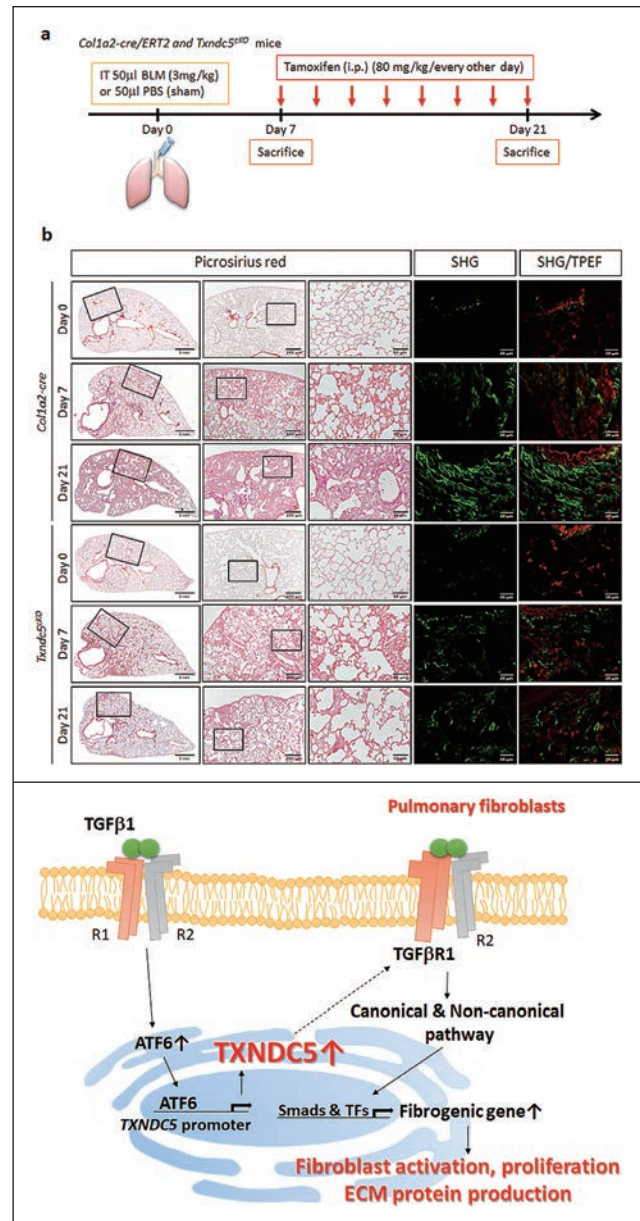 a
Col1a2-cre/ERT2 and Txndc5cKO mice
IT 50μl BLM (3mg/kg)
or 50μl PBS (sham)
Tamoxifen (i.p.) (80 mg/kg/every other day)
Day 0
Day 7
Day 21
Sacrifice
Sacrifice
b
Picrosirius red
SHG
SHG/TPEF
Col1a2-cre
Day 0
Day 7
Day 21
Txndc5cKO
Day 0
Day 7
Day 21
Pulmonary fibroblasts
TGFβ1
R1
R2
TGFβR1
R2
Canonical & Non-canonical
pathway
ATF6↑
TXNDC5↑
ATF6
TXNDC5 promoter
Smads & TFs
Fibrogenic gene↑
Fibroblast activation, proliferation
ECM protein production